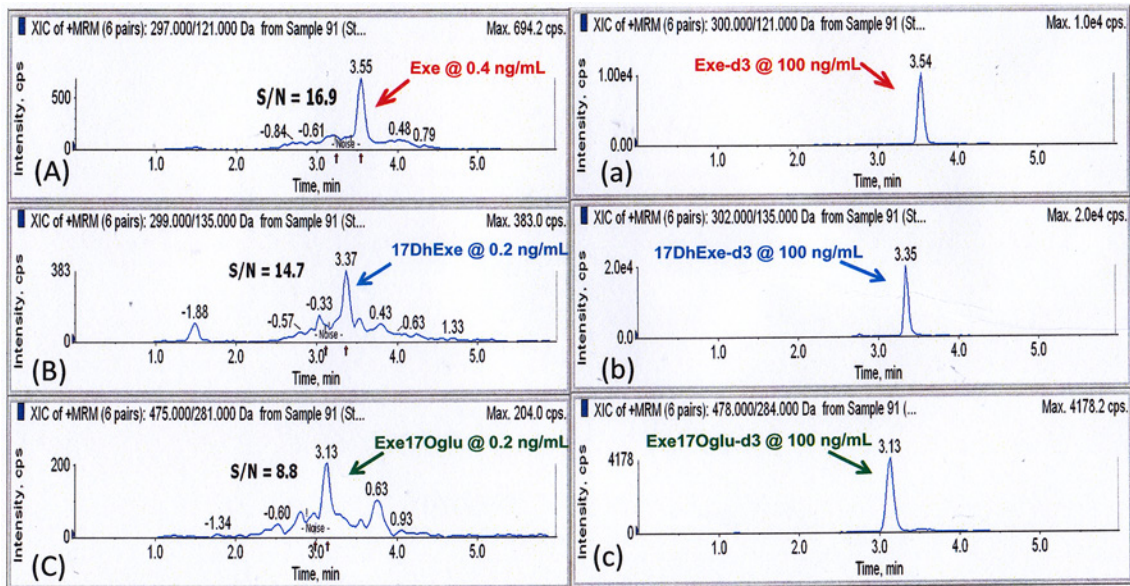 XIC of +MRM (6 pairs): 297.000/121.000 Da from Sample 91 (St... Max. 694.2 cps.
Intensity, cps
500
0
Exe @ 0.4 ng/mL
S/N = 16.9
3.55
-0.84
-0.61
0.48
0.79
- Noise -
1.0 2.0 3.0 4.0 5.0
Time, min
(A)
XIC of +MRM (6 pairs): 300.000/121.000 Da from Sample 91 (St... Max. 1.0e4 cps.
Intensity, cps
1.00e4
0.00
Exe-d3 @ 100 ng/mL
3.54
1.0 2.0 3.0 4.0 5.0
Time, min
(a)
XIC of +MRM (6 pairs): 299.000/135.000 Da from Sample 91 (St... Max. 383.0 cps.
Intensity, cps
383
0
17DhExe @ 0.2 ng/mL
S/N = 14.7
3.37
-1.88
-0.57
-0.33
0.43
0.63
1.33
- Noise -
1.0 2.0 3.0 4.0 5.0
Time, min
(B)
XIC of +MRM (6 pairs): 302.000/135.000 Da from Sample 91 (St... Max. 2.0e4 cps.
Intensity, cps
2.0e4
0.0
17DhExe-d3 @ 100 ng/mL
3.35
1.0 2.0 3.0 4.0 5.0
Time, min
(b)
XIC of +MRM (6 pairs): 475.000/281.000 Da from Sample 91 (St... Max. 204.0 cps.
Intensity, cps
200
0
Exe17Oglu @ 0.2 ng/mL
S/N = 8.8
3.13
-1.34
-0.60
0.63
0.93
- Noise -
1.0 2.0 3.0 4.0 5.0
Time, min
(C)
XIC of +MRM (6 pairs): 478.000/284.000 Da from Sample 91 (... Max. 4178.2 cps.
Intensity, cps
4178
0
Exe17Oglu-d3 @ 100 ng/mL
3.13
1.0 2.0 3.0 4.0 5.0
Time, min
(c)